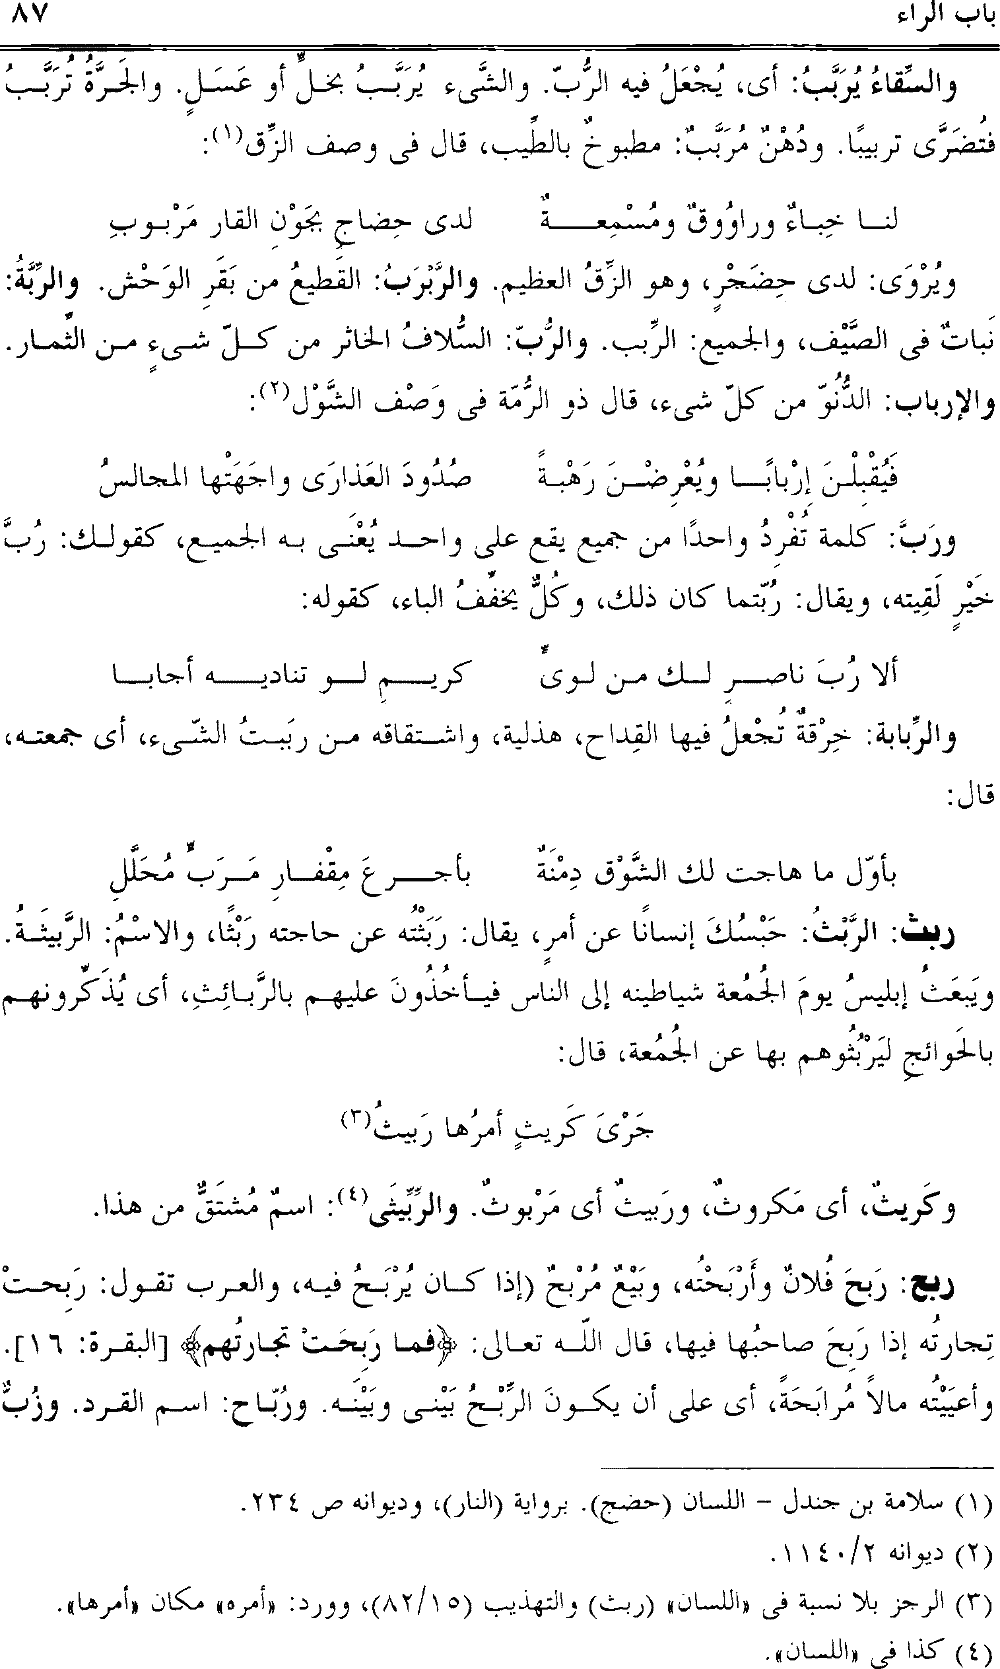 باب الراء ٨٧
والسِّقاءُ يُرَبَّبُ: أى، يُجْعَلُ فيه الرُّبّ. والشَّىء يُرَبَّبُ بخلٍّ أو عَسَلٍ. والجَرَّةُ تُرَبَّبُ
فتُضَرَّى تربيبًا. ودُهْنٌ مُرَبَّبٌ: مطبوخٌ بالطِّيب، قال فى وصف الزِّق(١):
لنا خِباءٌ وراوُوقٌ ومُسْمِعةٌ لدى حِضاجٍ بجَوْنِ القار مَرْبوبِ
ويُرْوَى: لدى حِضَجْرٍ، وهو الزِّقُ العظيم. والرَّبْرَبُ: القَطيعُ من بَقَرِ الوَحْش. والرِّبَّةُ:
نَباتٌ فى الصَّيْف، والجميع: الرِّبب. والرُّبّ: السُّلافُ الخاثر من كلّ شىءٍ من الثِّمار.
والإرباب: الدُّنُوّ من كلّ شىء، قال ذو الرُّمّة فى وَصْف الشَّوْل(٢):
فَيُقْبِلْنَ إرْبابًا ويُعْرِضْنَ رَهْبةً صُدُودَ العَذارَى واجَهَتْها المجالسُ
ورَبَّ: كلمة تُفْرِدُ واحدًا من جميع يقع على واحد يُعْنَى به الجميع، كقولك: رُبَّ
خَيْرٍ لَقِيته، ويقال: رُبّتما كان ذلك، وكُلٌّ يخفِّفُ الباء، كقوله:
ألا رُبَ ناصرٍ لك من لوىٍّ كريمٍ لو تناديه أجابا
والرِّبابة: خِرْقةٌ تُجْعلُ فيها القِداح، هذلية، واشتقاقه من ربَبتُ الشّىء، أى جمعته،
قال:
بأوّل ما هاجت لك الشَّوْق دِمْنَةٌ بأجرعَ مِقْفارٍ مَرَبٍّ مُحَلَّلِ
ربث: الرَّبْثُ: حَبْسُكَ إنسانًا عن أمرٍ، يقال: رَبَثْته عن حاجته رَبْثًا، والاسْمُ: الرَّبيثةُ.
ويَبعَثُ إبليسُ يومَ الجُمُعة شياطينه إلى الناس فيأخُذُونَ عليهم بالرَّبائِثِ، أى يُذَكِّرونهم
بالحَوائجِ ليَرْبُثُوهم بها عن الجُمُعة، قال:
جَرْىَ كَريثٍ أمرُها رَبيثُ(٣)
وكَريثٌ، أى مَكروثٌ، ورَبيثٌ أى مَرْبوثٌ. والرِّبِّيثَى(٤): اسمٌ مُشتَقٌّ من هذا.
ربح: رَبحَ فُلانٌ وأَرْبَحْتُه، وبَيْعٌ مُرْبحٌ (إذا كان يُرْبَحُ فيه، والعرب تقول: رَبِحتْ
تِجارتُه إذا رَبِحَ صاحبُها فيها، قال اللّه تعالى: ﴿فما رَبِحَتْ تجارتُهم﴾ [البقرة: ١٦].
وأعيَيْتُه مالاً مُرابَحَةً، أى على أن يكونَ الرِّبْحُ بَيْنى وبَيْنَه. ورُبّاح: اسم القرد. وزُبٌّ
(١) سلامة بن جندل - اللسان (حضج). برواية (النار)، وديوانه ص ٢٣٤.
(٢) ديوانه ١١٤٠/٢.
(٣) الرجز بلا نسبة فى «اللسان» (ربث) والتهذيب (٨٢/١٥)، وورد: «أمره» مكان «أمرها».
(٤) كذا فى «اللسان».